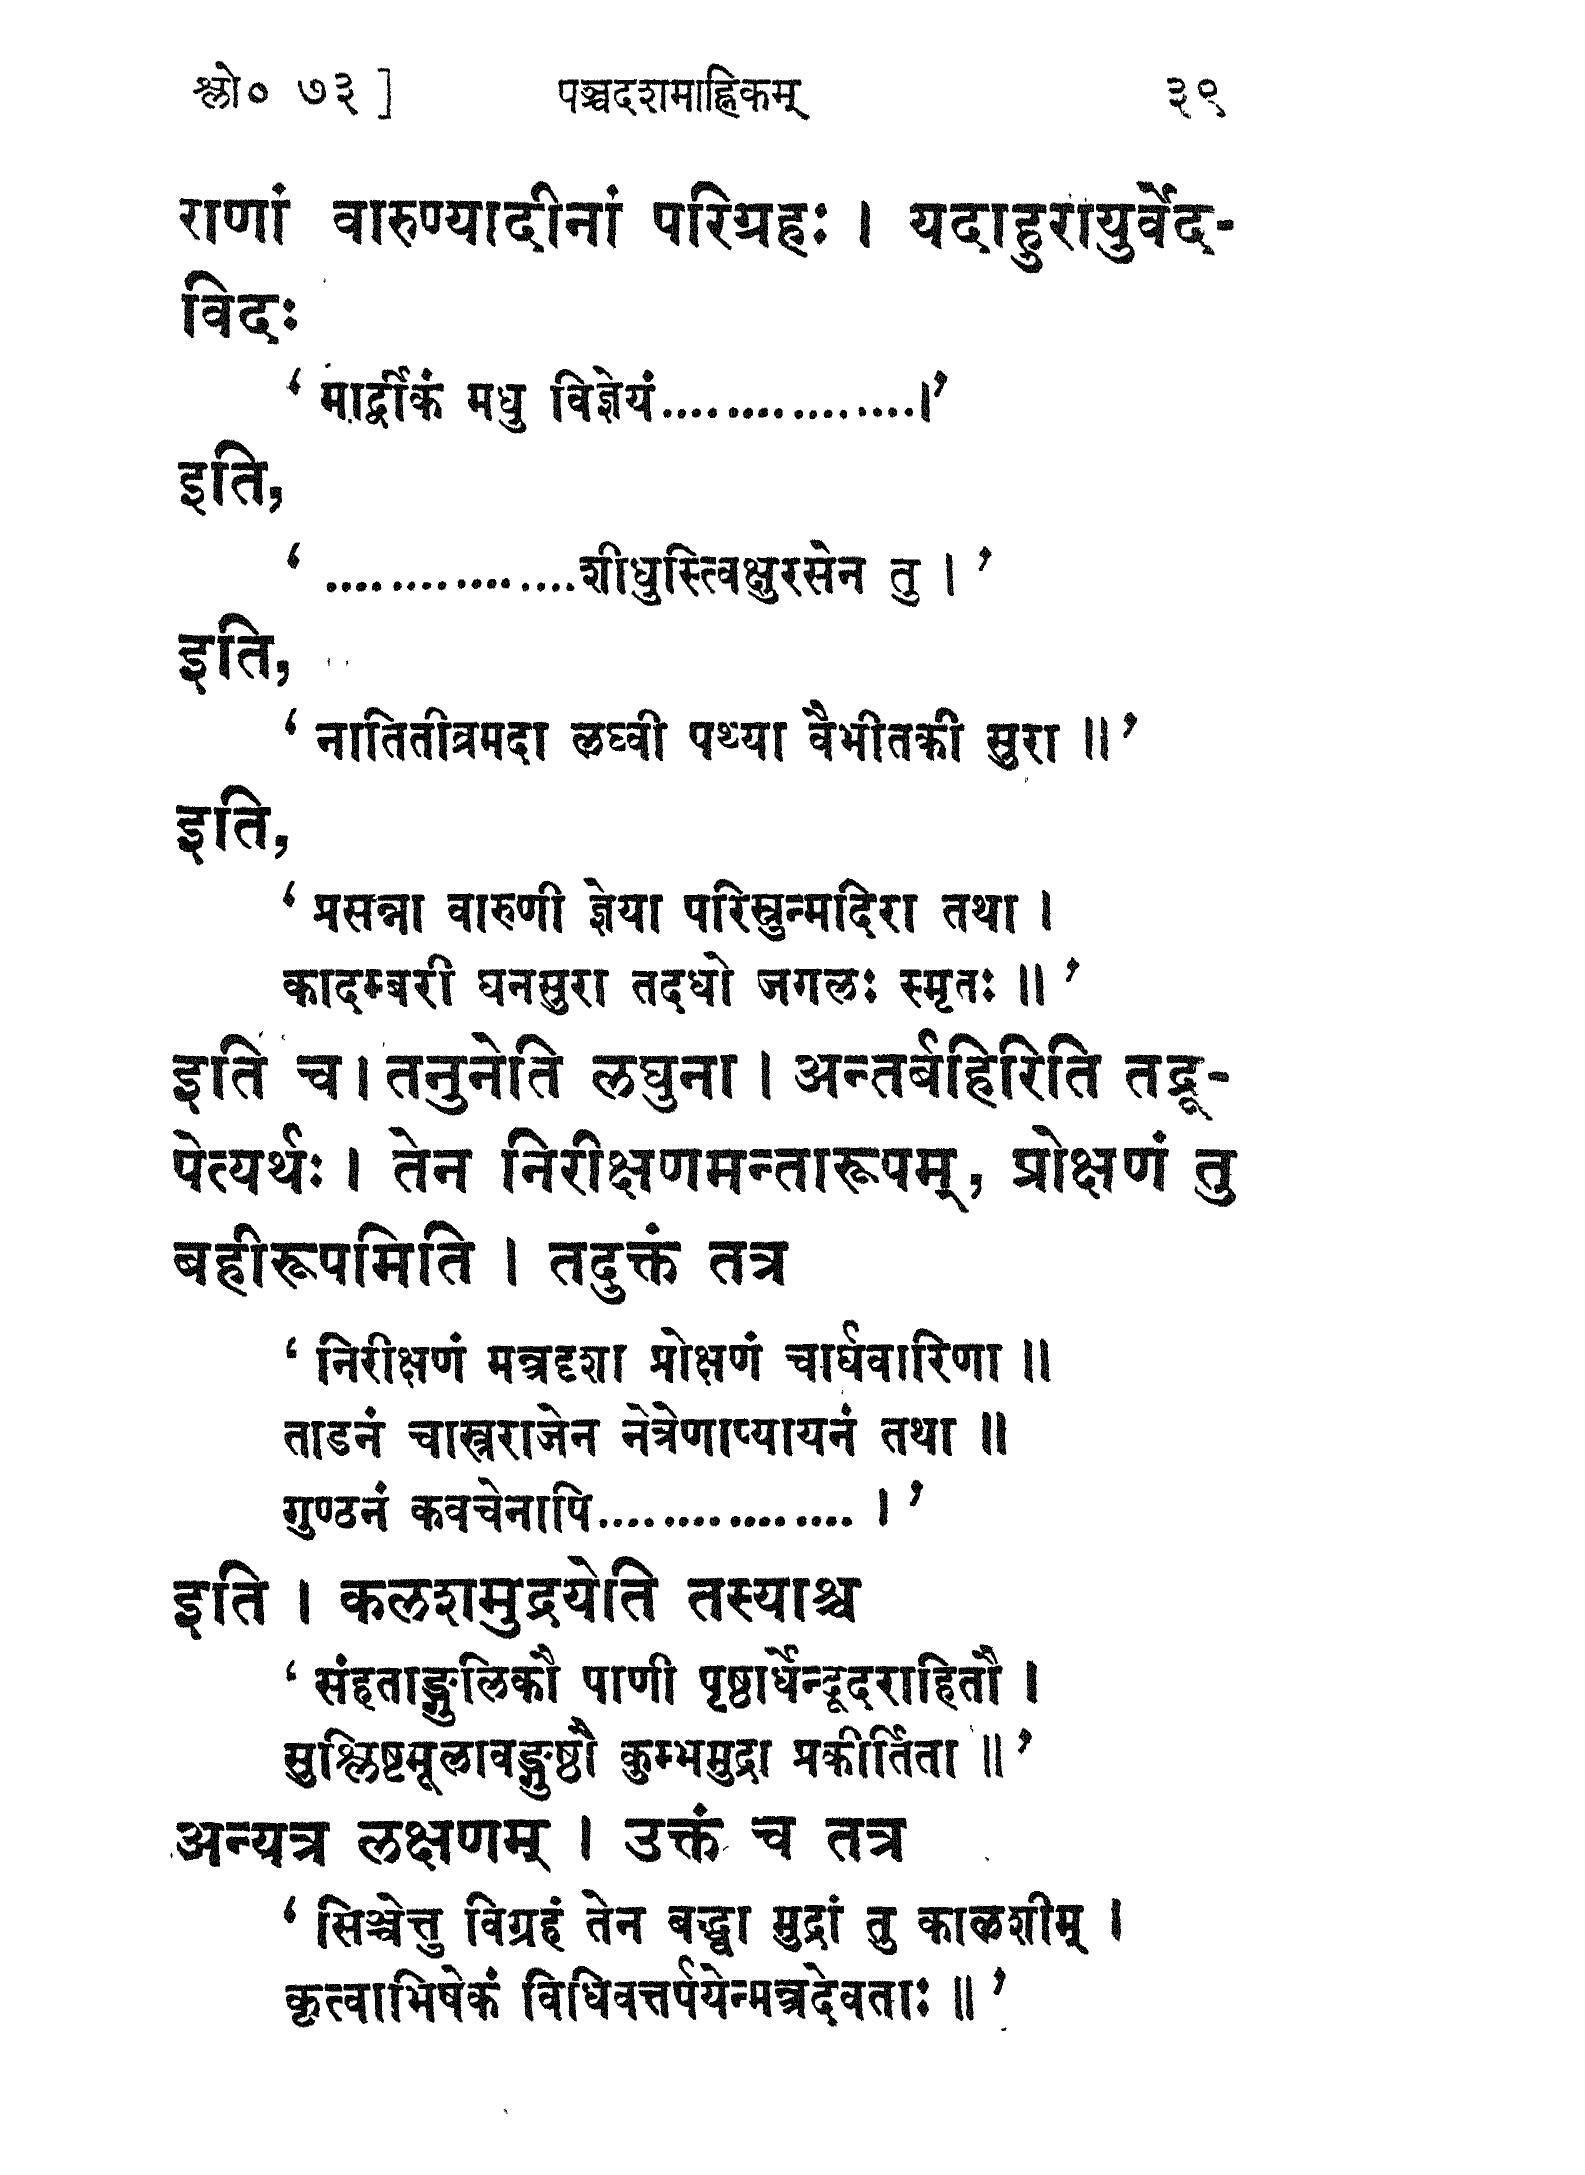 श्लो० ७३ ] पञ्चदशमाह्निकम् ३९
राणां वारुण्यादीनां परिग्रहः । यदाहुरायुर्वेद-
विदः
‘ मार्द्वीकं मधु विज्ञेयं................।’
इति,
‘ ................शीधुस्त्विक्षुरसेन तु । ’
इति,
‘ नातितीव्रमदा लघ्वी पथ्या वैभीतकी सुरा ॥ ’
इति,
‘ प्रसन्ना वारुणी ज्ञेया परिस्रुन्मदिरा तथा ।
कादम्बरी घनसुरा तदधो जगलः स्मृतः ॥ ’
इति च । तनुनेति लघुना । अन्तर्बहिरिति तद्रू-
पेत्यर्थः । तेन निरीक्षणमन्तारूपम्, प्रोक्षणं तु
बहीरूपमिति । तदुक्तं तत्र
‘ निरीक्षणं मन्त्रदृशा प्रोक्षणं चार्घवारिणा ॥
ताडनं चास्त्रराजेन नेत्रेणाप्यायनं तथा ॥
गुण्ठनं कवचेनापि................ । ’
इति । कलशमुद्रयेति तस्याश्च
‘ संहताङ्गुलिकौ पाणी पृष्ठार्धेन्दूदराहितौ ।
सुश्लिष्टमूलावङ्गुष्ठौ कुम्भमुद्रा प्रकीर्तिता ॥ ’
अन्यत्र लक्षणम् । उक्तं च तत्र
‘ सिञ्चेत्तु विग्रहं तेन बद्ध्वा मुद्रां तु कालशीम् ।
कृत्वाभिषेकं विधिवत्तर्पयेन्मन्त्रदेवताः ॥ ’